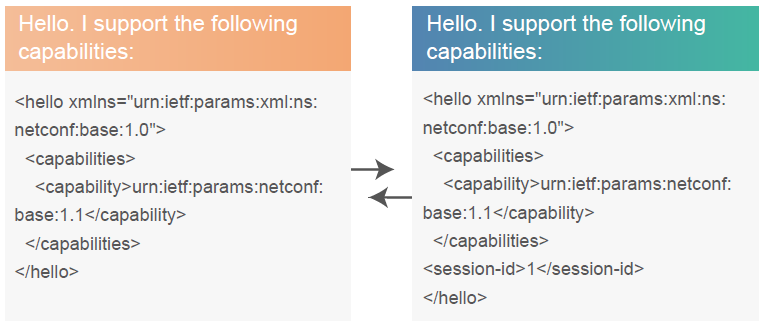 Hello. I support the following
capabilities:
<hello xmlns="urn:ietf:params:xml:ns:
netconf:base:1.0">
<capabilities>
<capability>urn:ietf:params:netconf:
base:1.1</capability>
</capabilities>
</hello>
Hello. I support the following
capabilities:
<hello xmlns="urn:ietf:params:xml:ns:
netconf:base:1.0">
<capabilities>
<capability>urn:ietf:params:netconf:
base:1.1</capability>
</capabilities>
<session-id>1</session-id>
</hello>